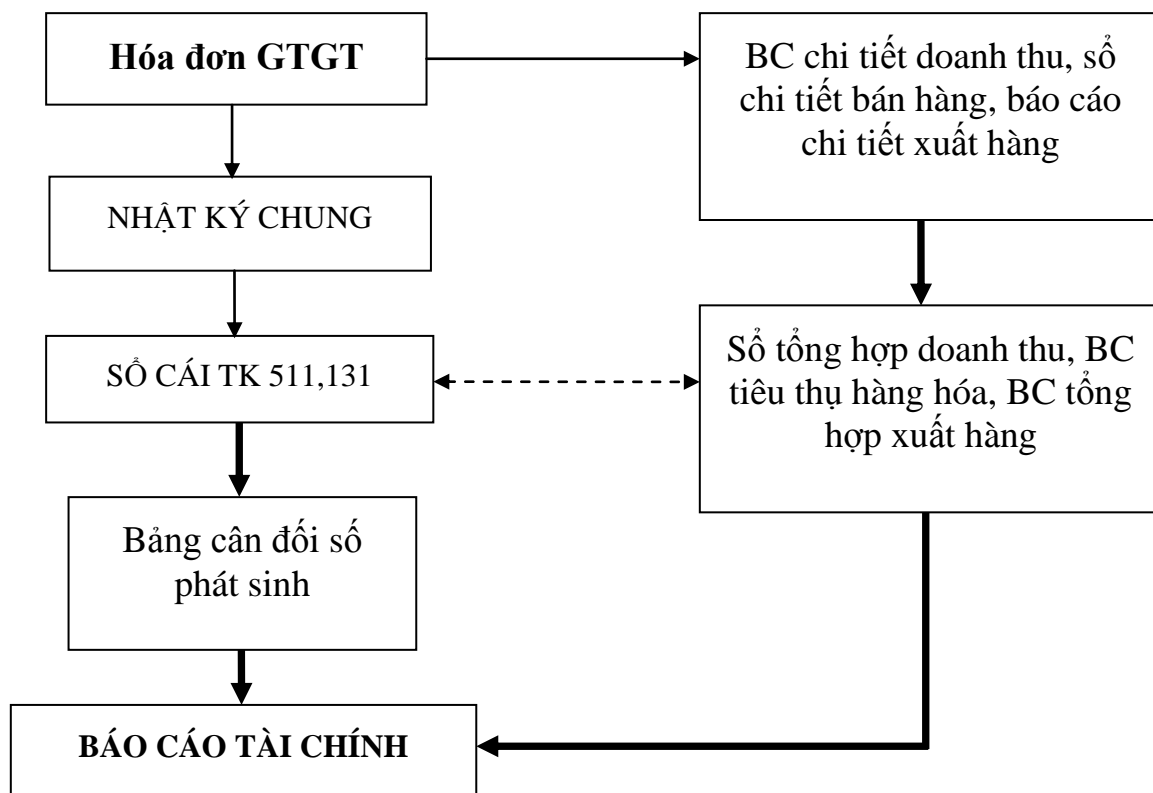 Hóa đơn GTGT
BC chi tiết doanh thu, sổ
chi tiết bán hàng, báo cáo
chi tiết xuất hàng
NHẬT KÝ CHUNG
SỔ CÁI TK 511,131
Sổ tổng hợp doanh thu, BC
tiêu thụ hàng hóa, BC tổng
hợp xuất hàng
Bảng cân đối số
phát sinh
BÁO CÁO TÀI CHÍNH